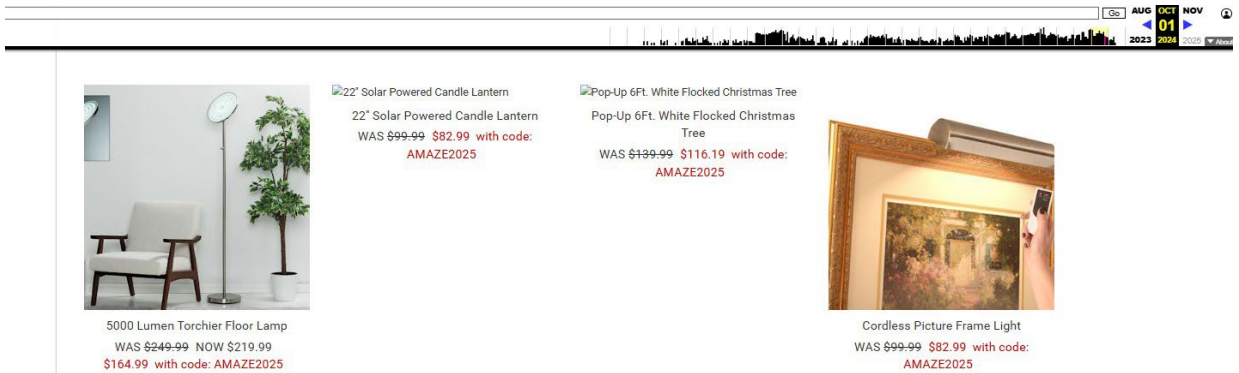 Go AUG OCT NOV
01
2023 2024 2025 About
22" Solar Powered Candle Lantern
22" Solar Powered Candle Lantern
WAS $99.99 $82.99 with code:
AMAZE2025
Pop-Up 6Ft. White Flocked Christmas Tree
Pop-Up 6Ft. White Flocked Christmas
Tree
WAS $139.99 $116.19 with code:
AMAZE2025
5000 Lumen Torchier Floor Lamp
WAS $249.99 NOW $219.99
$164.99 with code: AMAZE2025
Cordless Picture Frame Light
WAS $99.99 $82.99 with code:
AMAZE2025